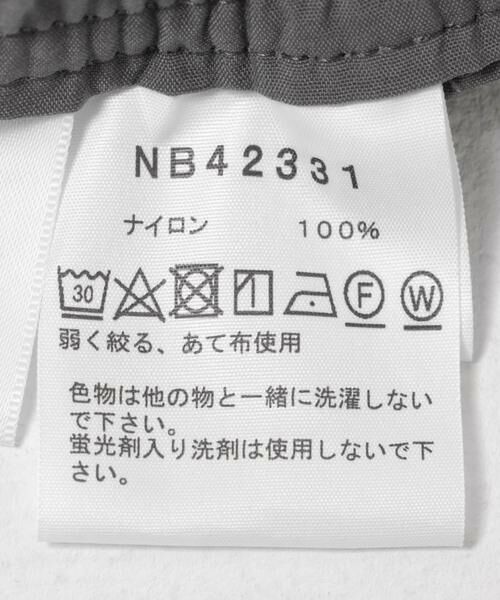 NB42331
ナイロン 100%
30 F W
弱く絞る、あて布使用
色物は他の物と一緒に洗濯しない
で下さい。
蛍光剤入り洗剤は使用しないで下
さい。